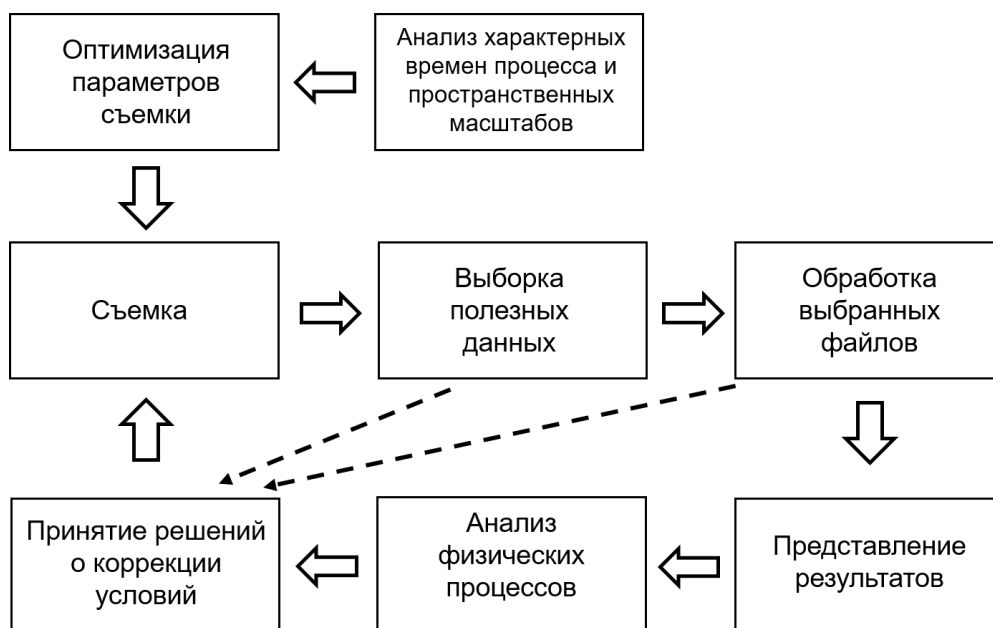 Оптимизация
параметров
съемки
Анализ характерных
времен процесса и
пространственных
масштабов
Съемка
Выборка
полезных
данных
Обработка
выбранных
файлов
Принятие решений
о коррекции
условий
Анализ
физических
процессов
Представление
результатов